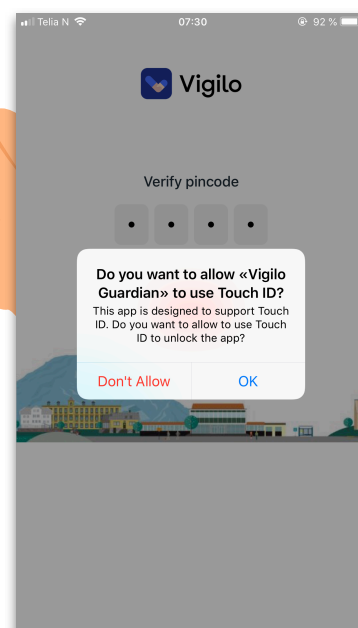 Telia N
07:30
92 %
Vigilo
Verify pincode
Do you want to allow «Vigilo
Guardian» to use Touch ID?
This app is designed to support Touch
ID. Do you want to allow to use Touch
ID to unlock the app?
Don't Allow
OK